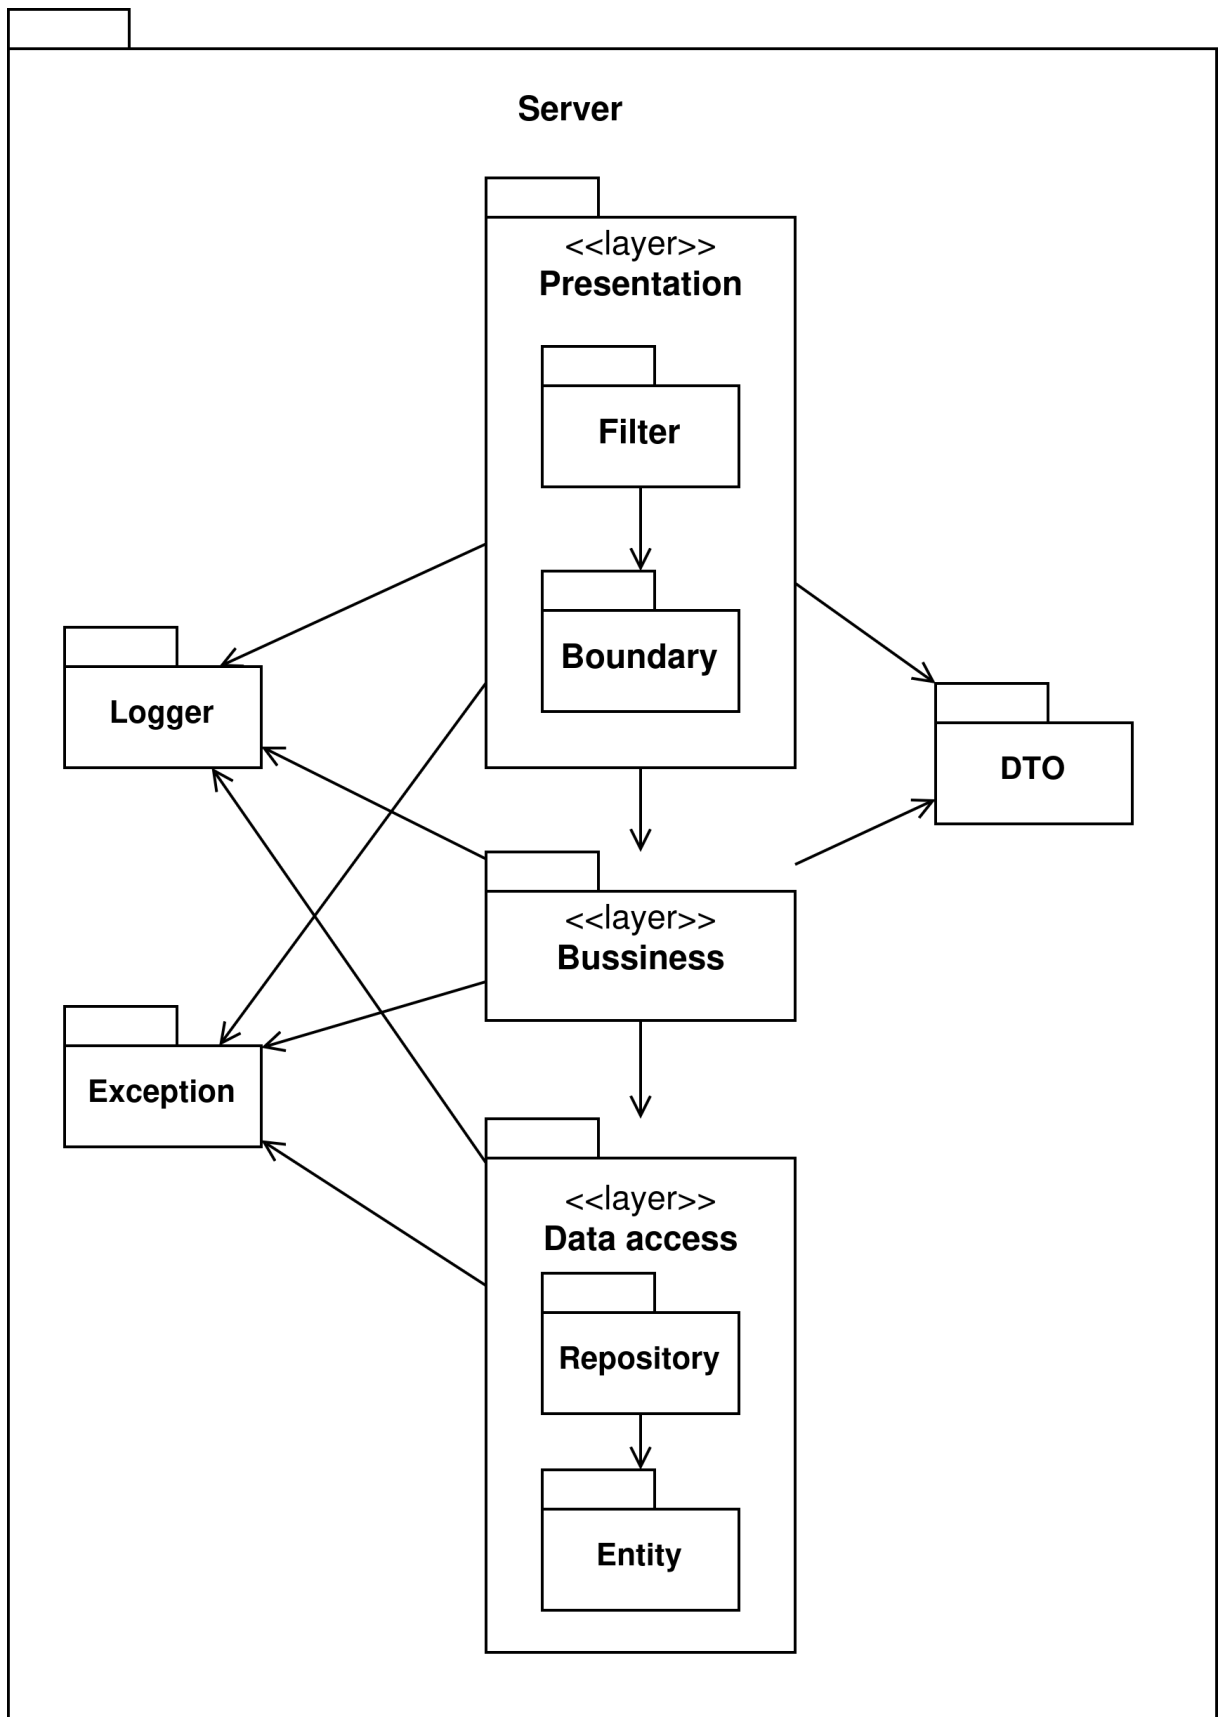 Server
<<layer>>
Presentation
Filter
Boundary
Logger
DTO
<<layer>>
Bussiness
Exception
<<layer>>
Data access
Repository
Entity